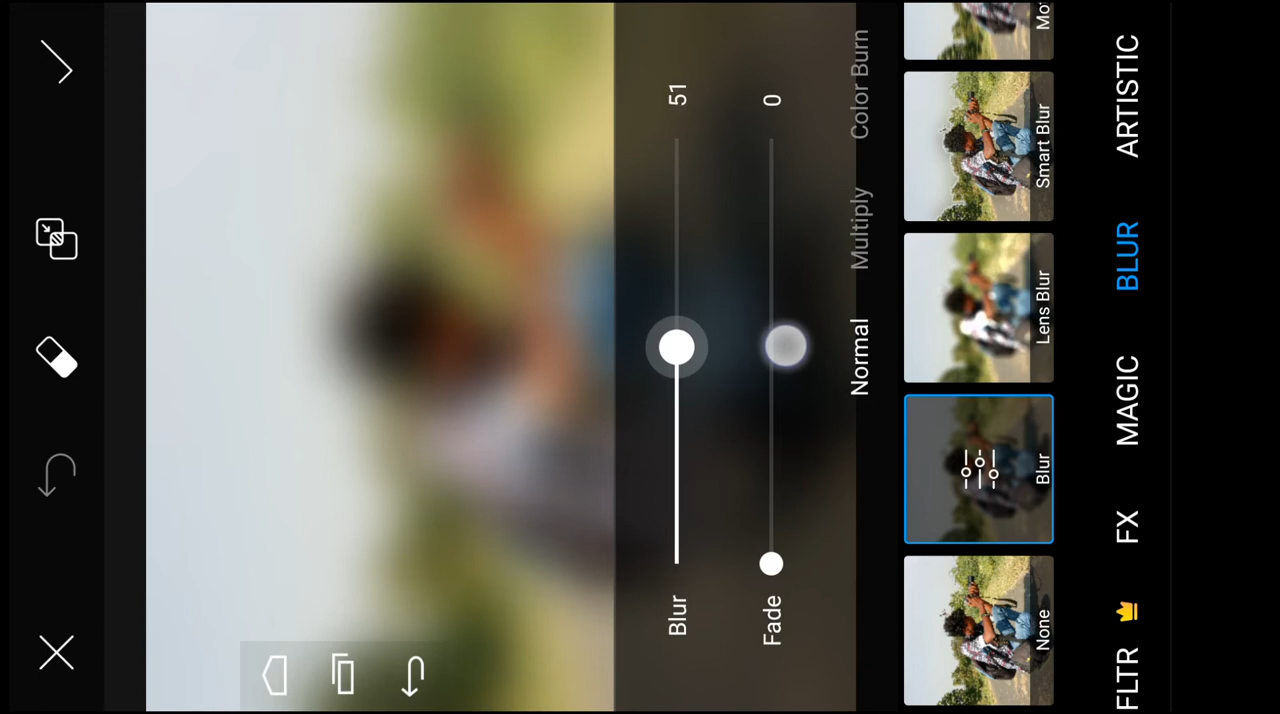 Blur 51
Fade 0
Normal Multiply Color Burn
None Blur Lens Blur Smart Blur Mot
FLTR FX MAGIC BLUR ARTISTIC